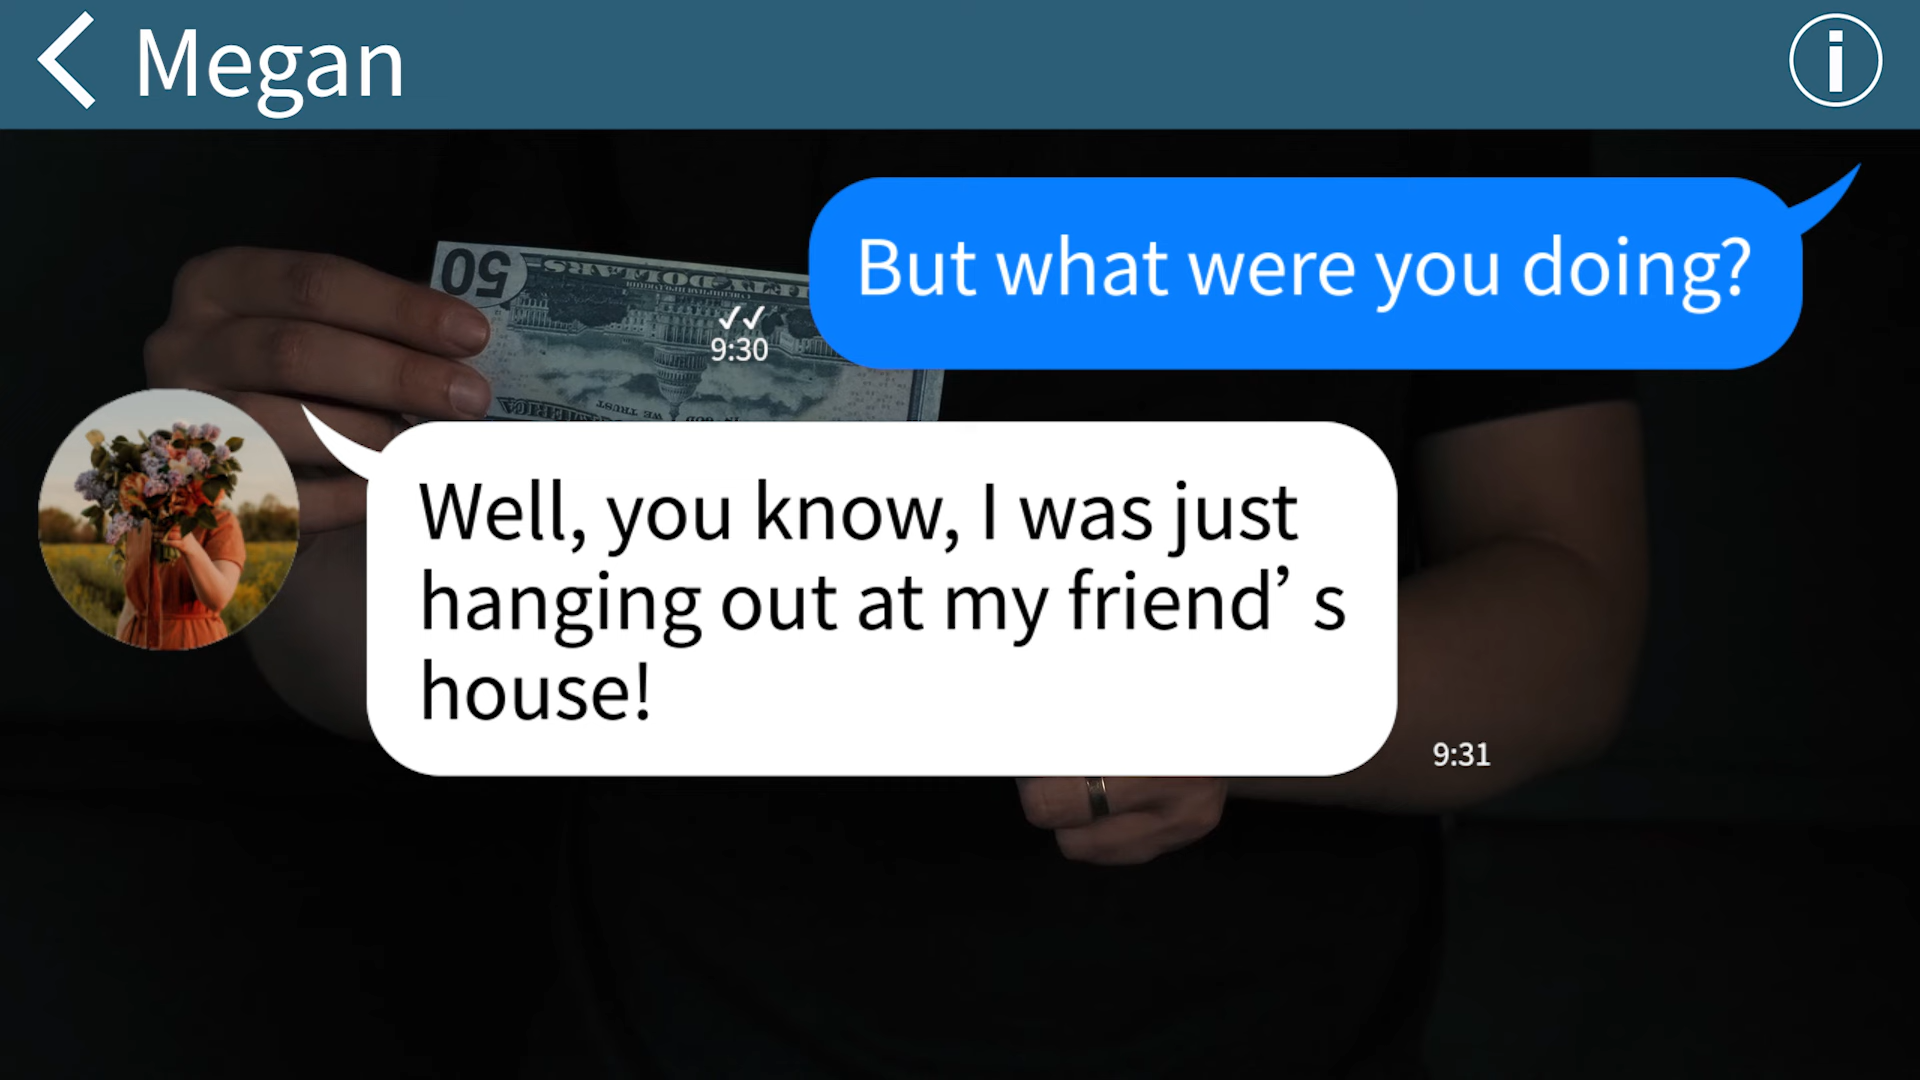 Megan
But what were you doing?
50
9:30
Well, you know, I was just
hanging out at my friend’s
house!
9:31